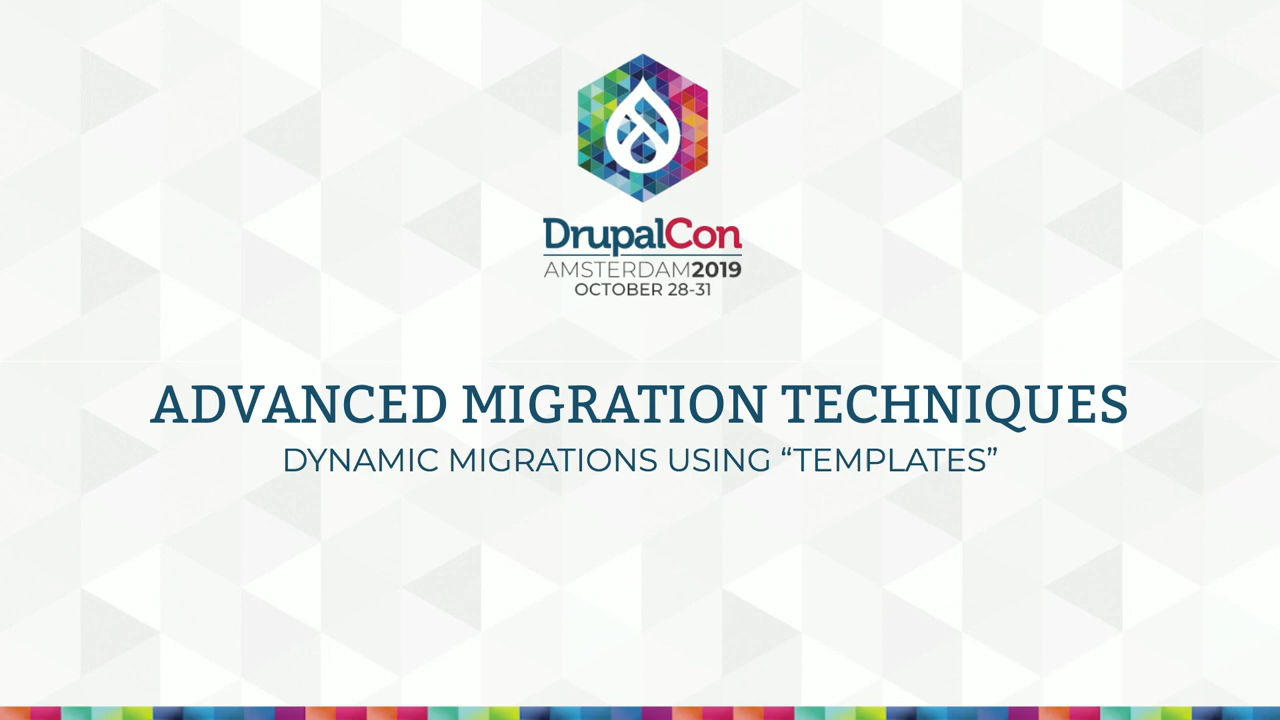 DrupalCon
AMSTERDAM2019
OCTOBER 28-31
ADVANCED MIGRATION TECHNIQUES
DYNAMIC MIGRATIONS USING “TEMPLATES”